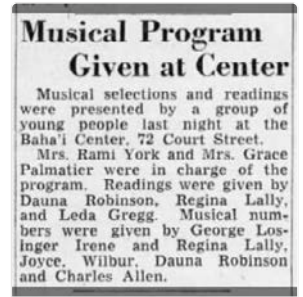 Musical Program
Given at Center
Musical selections and readings
were presented by a group of
young people last night at the
Baha'i Center, 72 Court Street.
Mrs. Rami York and Mrs. Grace
Palmatier were in charge of the
program. Readings were given by
Dauna Robinson, Regina Lally,
and Leda Gregg. Musical num-
bers were given by George Los-
inger Irene and Regina Lally,
Joyce, Wilbur, Dauna Robinson
and Charles Allen.